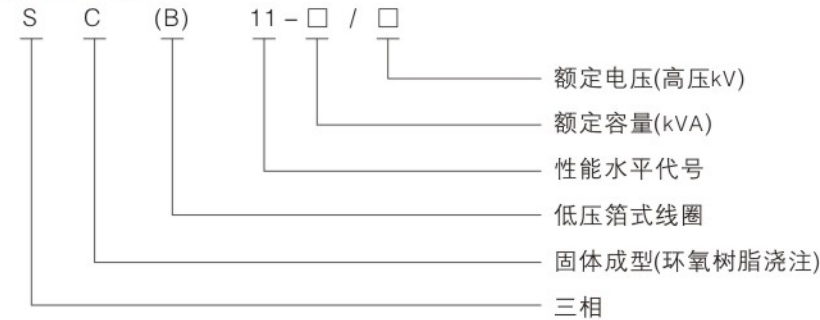 S C (B) 11-□ / □
额定电压(高压kV)
额定容量(kVA)
性能水平代号
低压箔式线圈
固体成型(环氧树脂浇注)
三相